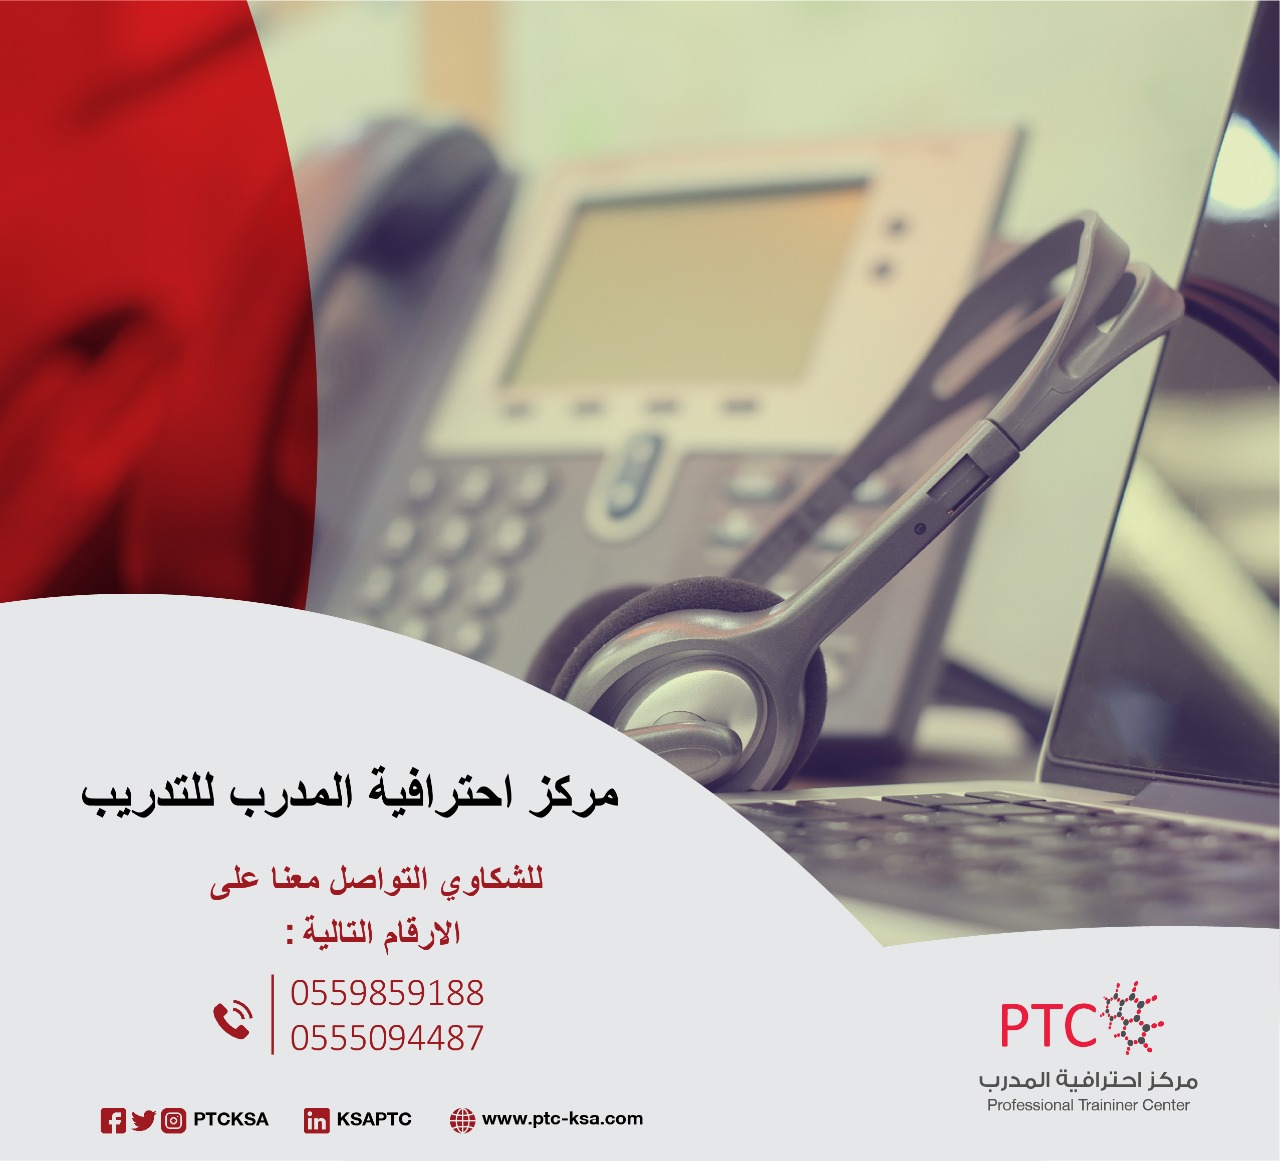 مركز احترافية المدرب للتدريب
للشكاوي التواصل معنا على
الارقام التالية :
0559859188
0555094487
PTCKSA KSAPTC www.ptc-ksa.com
PTC
مركز احترافية المدرب
Professional Traininer Center